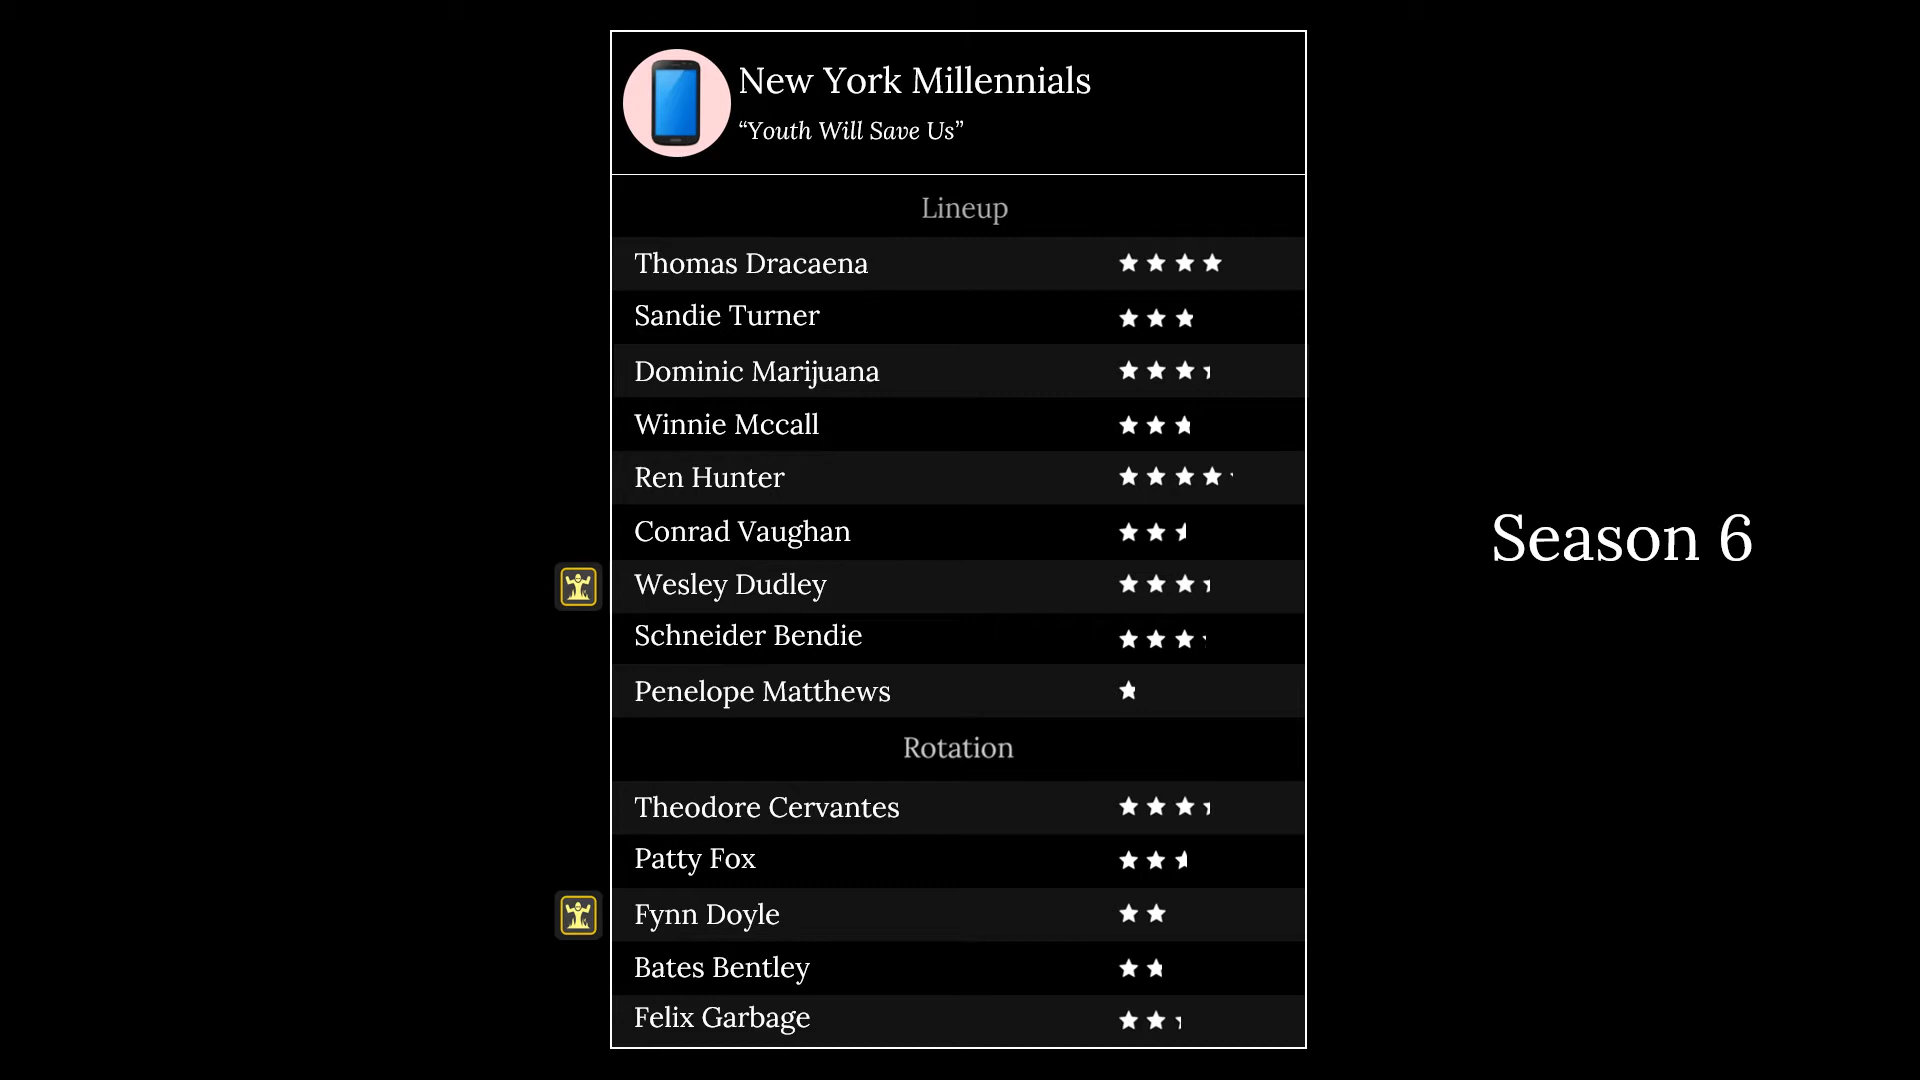 New York Millennials
“Youth Will Save Us”
Lineup
Thomas Dracaena
Sandie Turner
Dominic Marijuana
Winnie Mccall
Ren Hunter
Conrad Vaughan
Season 6
Wesley Dudley
Schneider Bendie
Penelope Matthews
Rotation
Theodore Cervantes
Patty Fox
Fynn Doyle
Bates Bentley
Felix Garbage